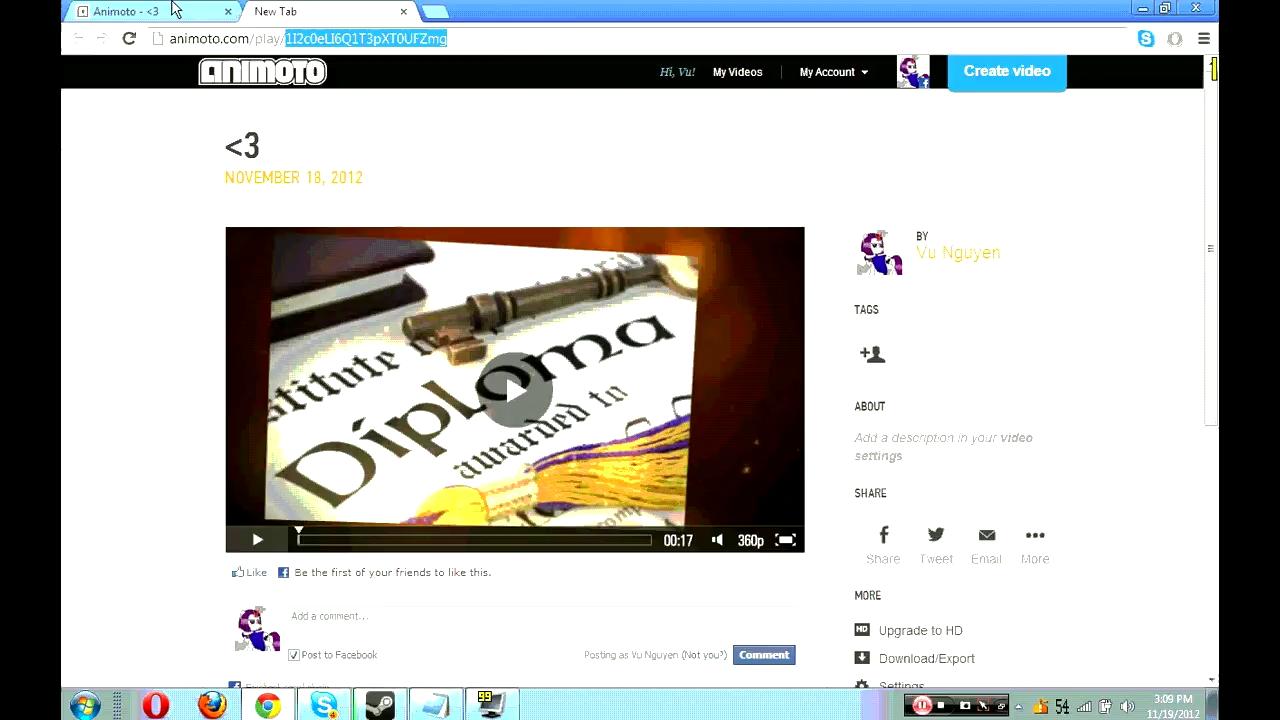 Animoto - <3
New Tab
animoto.com/play/1I2c0eLI6Q1T3pXT0UFZmg
ANIMOTO
Hi, Vu!
My Videos
My Account
Create video
<3
NOVEMBER 18, 2012
BY
Vu Nguyen
TAGS
ABOUT
Add a description in your video
settings
SHARE
Share
Tweet
Email
More
MORE
HD Upgrade to HD
Download/Export
Settings
Diploma
awarded to
00:17
360p
Like
Be the first of your friends to like this.
Add a comment...
Post to Facebook
Posting as Vu Nguyen (Not you?)
Comment
99
54
3:09 PM
11/19/2012